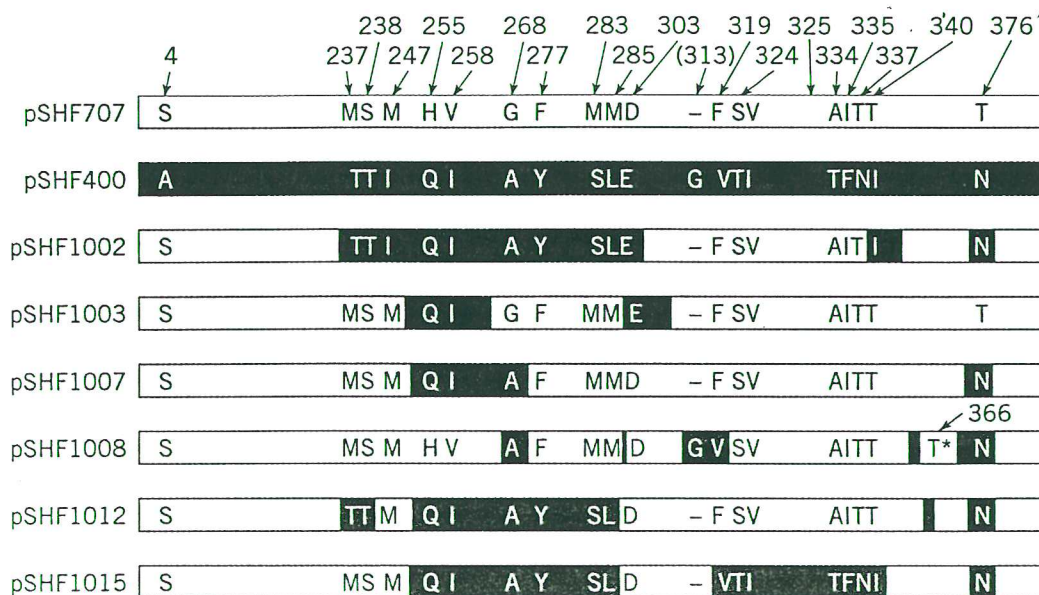 238 255 268 283 303 319 325 335 340 376
4 237 247 258 277 285 (313) 324 334 337
pSHF707 S MS M H V G F MMD – F SV AITT T
pSHF400 A TT I Q I A Y SLE G VTI TFNI N
pSHF1002 S TT I Q I A Y SLE – F SV AIT I N
pSHF1003 S MS M Q I G F MM E – F SV AITT T
pSHF1007 S MS M Q I A F MMD – F SV AITT N
366
pSHF1008 S MS M H V A F MM D G V SV AITT T* N
pSHF1012 S TT M Q I A Y SL D – F SV AITT N
pSHF1015 S MS M Q I A Y SL D – VTI TFNI N